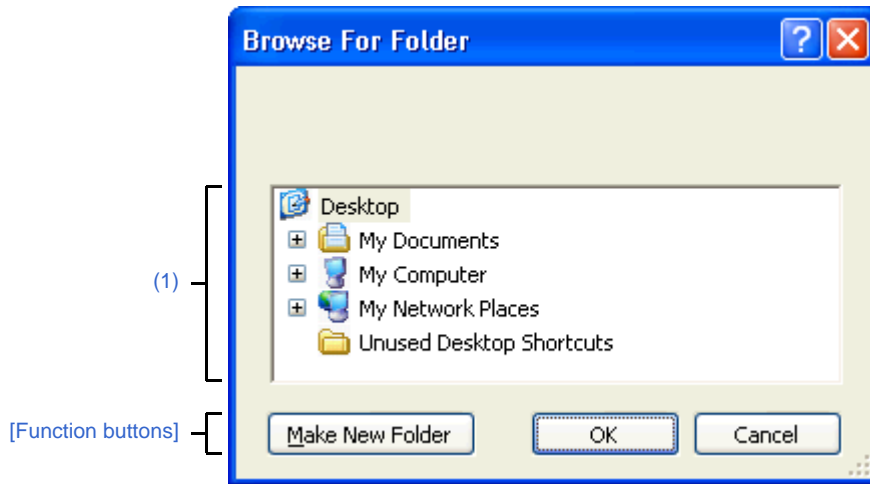 Browse For Folder
?
Desktop
My Documents
(1)
My Computer
My Network Places
Unused Desktop Shortcuts
[Function buttons]
Make New Folder
OK
Cancel